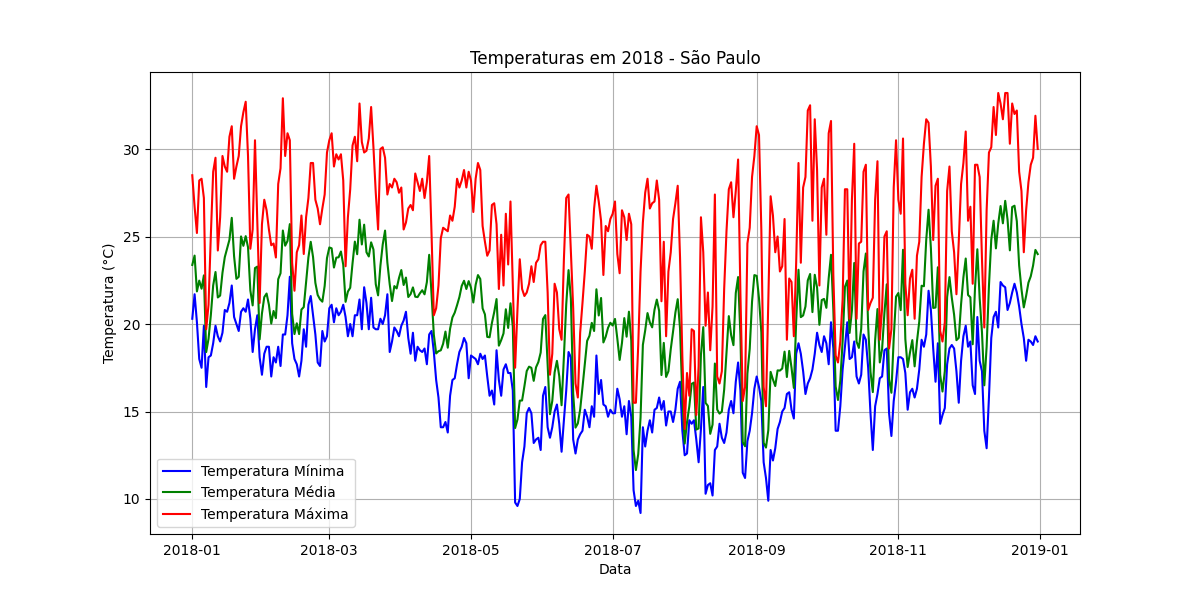 Temperaturas em 2018 - São Paulo
Temperatura (°C)
30
25
20
15
10
Temperatura Mínima
Temperatura Média
Temperatura Máxima
2018-01 2018-03 2018-05 2018-07 2018-09 2018-11 2019-01
Data